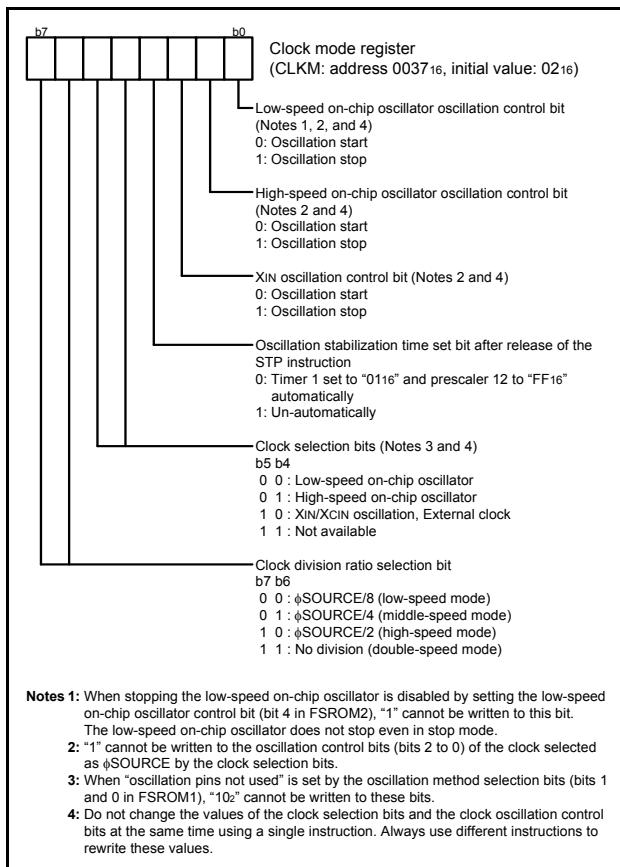 b7 b0
Clock mode register
(CLKM: address 003716, initial value: 0216)
Low-speed on-chip oscillator oscillation control bit
(Notes 1, 2, and 4)
0: Oscillation start
1: Oscillation stop
High-speed on-chip oscillator oscillation control bit
(Notes 2 and 4)
0: Oscillation start
1: Oscillation stop
XIN oscillation control bit (Notes 2 and 4)
0: Oscillation start
1: Oscillation stop
Oscillation stabilization time set bit after release of the
STP instruction
0: Timer 1 set to “0116” and prescaler 12 to “FF16”
automatically
1: Un-automatically
Clock selection bits (Notes 3 and 4)
b5 b4
0 0 : Low-speed on-chip oscillator
0 1 : High-speed on-chip oscillator
1 0 : XIN/XCIN oscillation, External clock
1 1 : Not available
Clock division ratio selection bit
b7 b6
0 0 : ϕSOURCE/8 (low-speed mode)
0 1 : ϕSOURCE/4 (middle-speed mode)
1 0 : ϕSOURCE/2 (high-speed mode)
1 1 : No division (double-speed mode)
Notes 1: When stopping the low-speed on-chip oscillator is disabled by setting the low-speed
on-chip oscillator control bit (bit 4 in FSROM2), “1” cannot be written to this bit.
The low-speed on-chip oscillator does not stop even in stop mode.
2: “1” cannot be written to the oscillation control bits (bits 2 to 0) of the clock selected
as ϕSOURCE by the clock selection bits.
3: When “oscillation pins not used” is set by the oscillation method selection bits (bits 1
and 0 in FSROM1), “102” cannot be written to these bits.
4: Do not change the values of the clock selection bits and the clock oscillation control
bits at the same time using a single instruction. Always use different instructions to
rewrite these values.